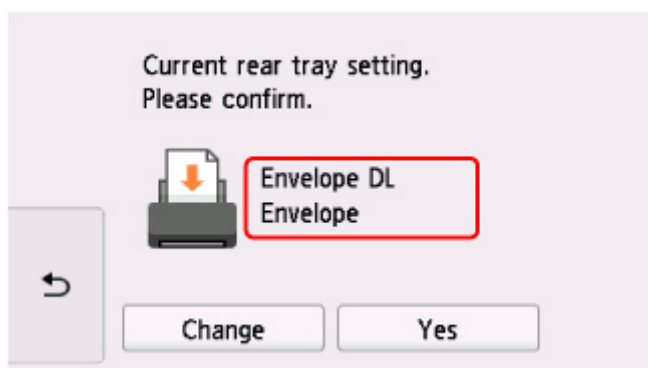 Current rear tray setting.
Please confirm.
Envelope DL
Envelope
Change
Yes